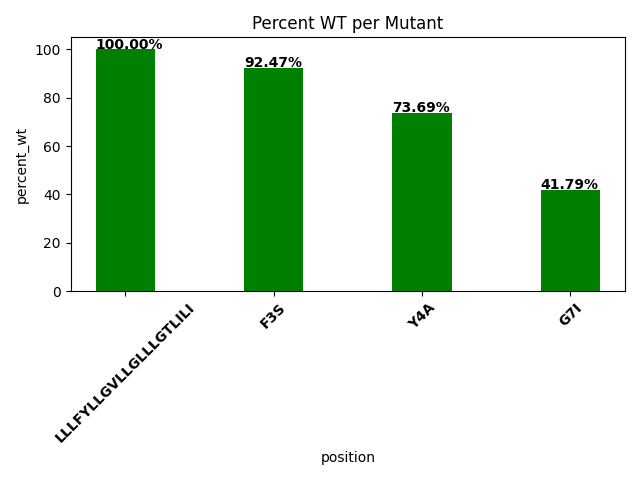 Percent WT per Mutant
percent_wt
100
80
60
40
20
0
100.00%
92.47%
73.69%
41.79%
LLLFYLLGVLLGLLLGTLILI
F3S
Y4A
G7I
position